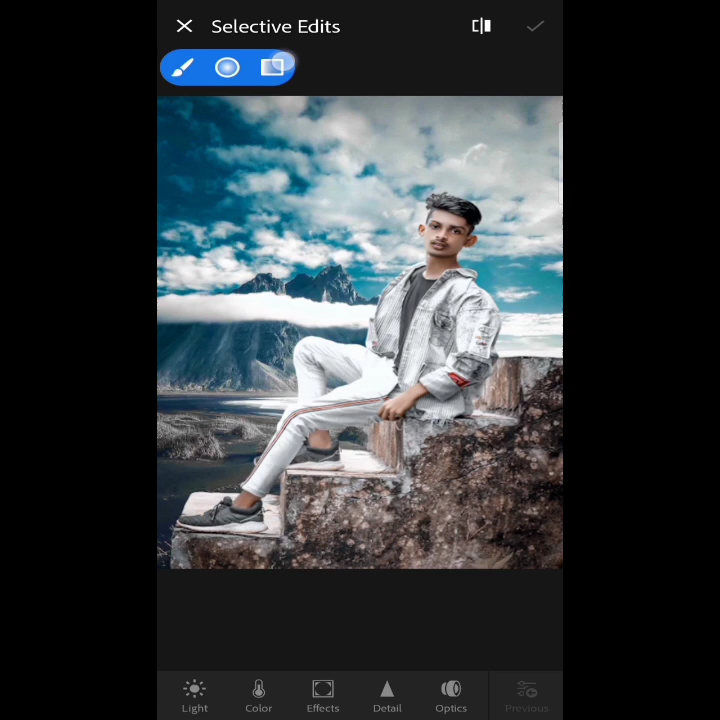 Selective Edits
Light
Color
Effects
Detail
Optics
Previous